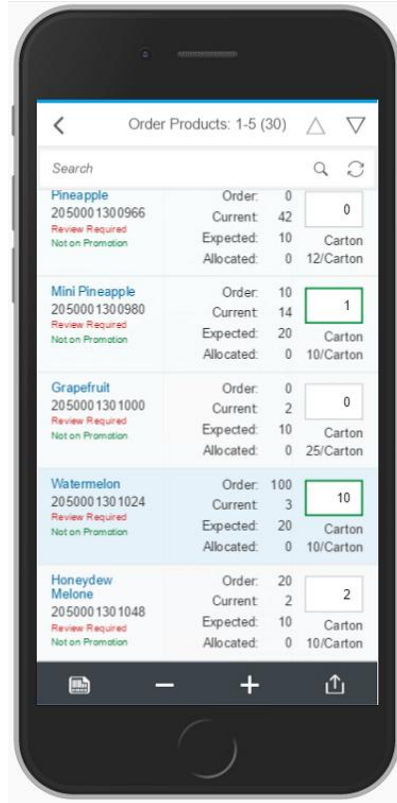 Order Products: 1-5 (30)
Search
Pineapple
2050001300966
Review Required
Not on Promotion
Order: 0
Current: 42
Expected: 10
Allocated: 0
0
Carton
12/Carton
Mini Pineapple
2050001300980
Review Required
Not on Promotion
Order: 10
Current: 14
Expected: 20
Allocated: 0
1
Carton
10/Carton
Grapefruit
2050001301000
Review Required
Not on Promotion
Order: 0
Current: 2
Expected: 10
Allocated: 0
0
Carton
25/Carton
Watermelon
2050001301024
Review Required
Not on Promotion
Order: 100
Current: 3
Expected: 20
Allocated: 0
10
Carton
10/Carton
Honeydew
Melone
2050001301048
Review Required
Not on Promotion
Order: 20
Current: 2
Expected: 10
Allocated: 0
2
Carton
10/Carton